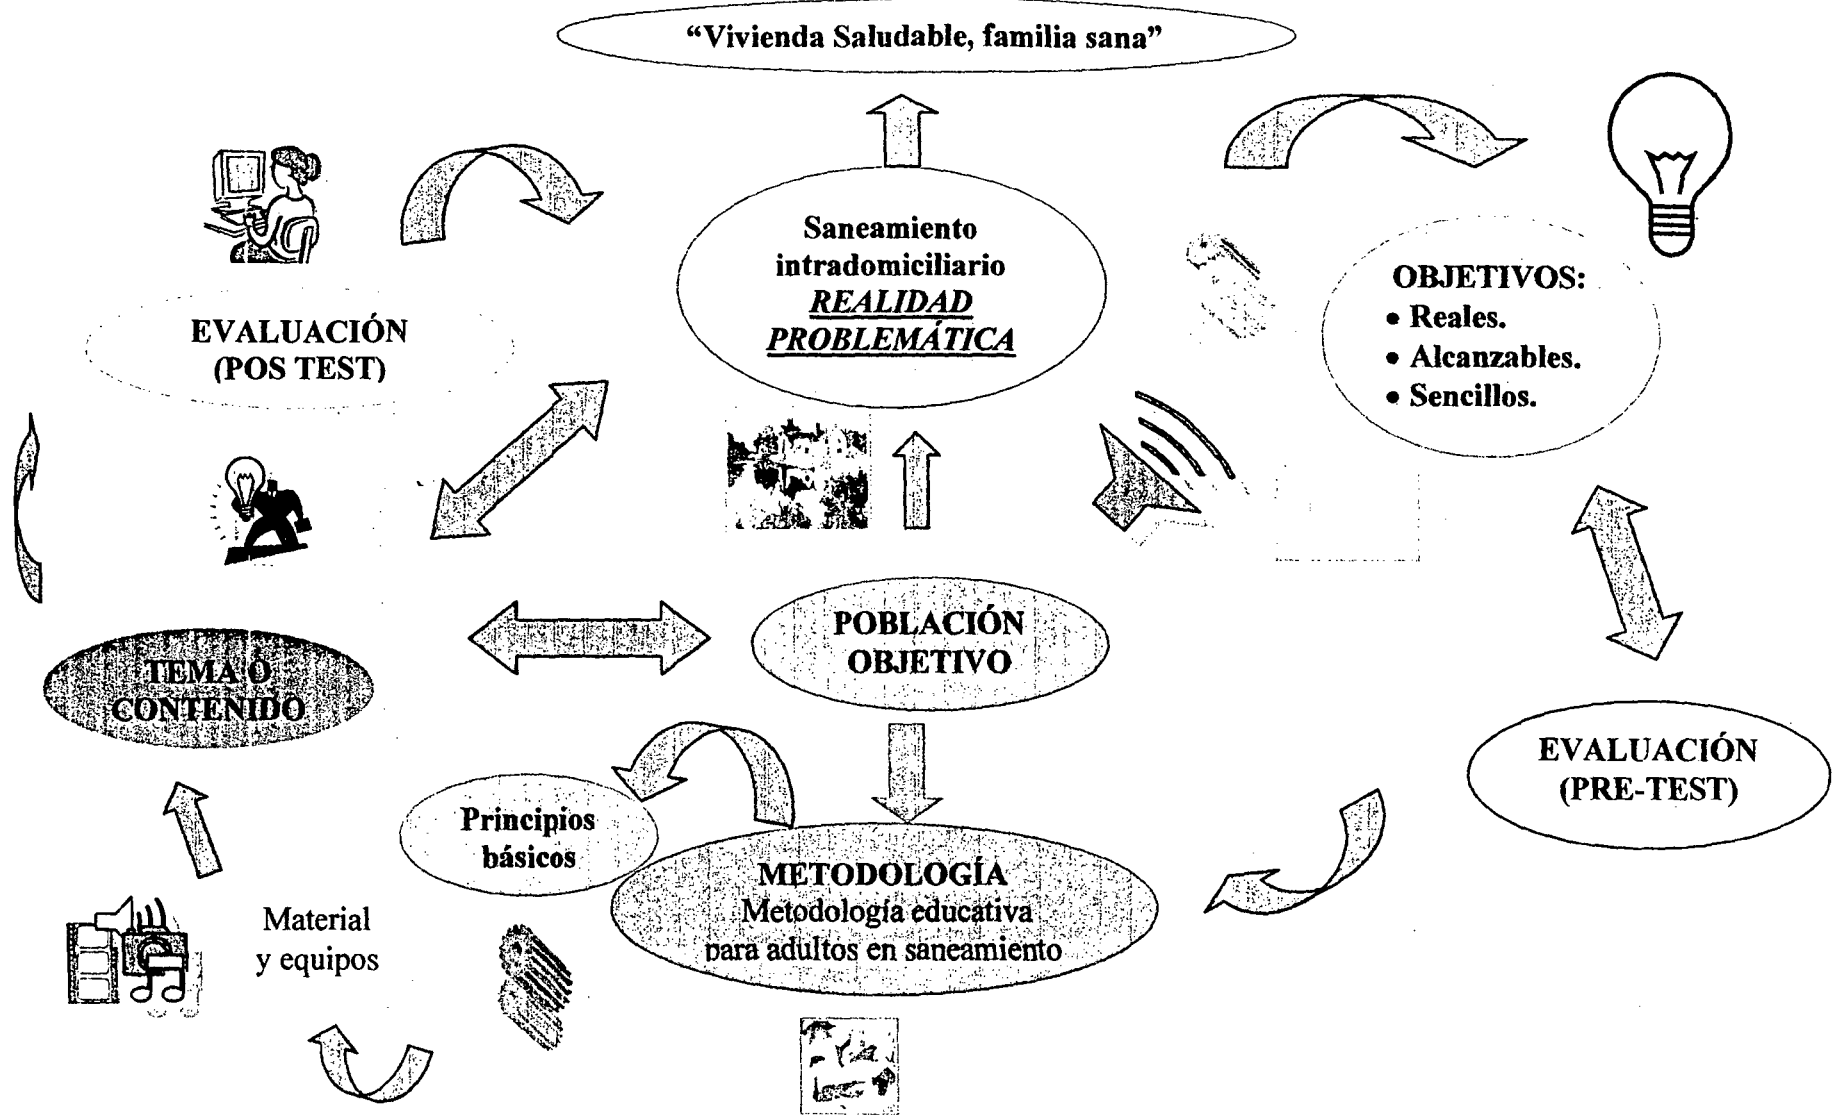 “Vivienda Saludable, familia sana”
Saneamiento
intradomiciliario
REALIDAD
PROBLEMÁTICA
OBJETIVOS:
• Reales.
• Alcanzables.
• Sencillos.
EVALUACIÓN
(POS TEST)
POBLACIÓN
OBJETIVO
TEMA Ó
CONTENIDO
EVALUACIÓN
(PRE-TEST)
Principios
básicos
METODOLOGÍA
Metodología educativa
para adultos en saneamiento
Material
y equipos